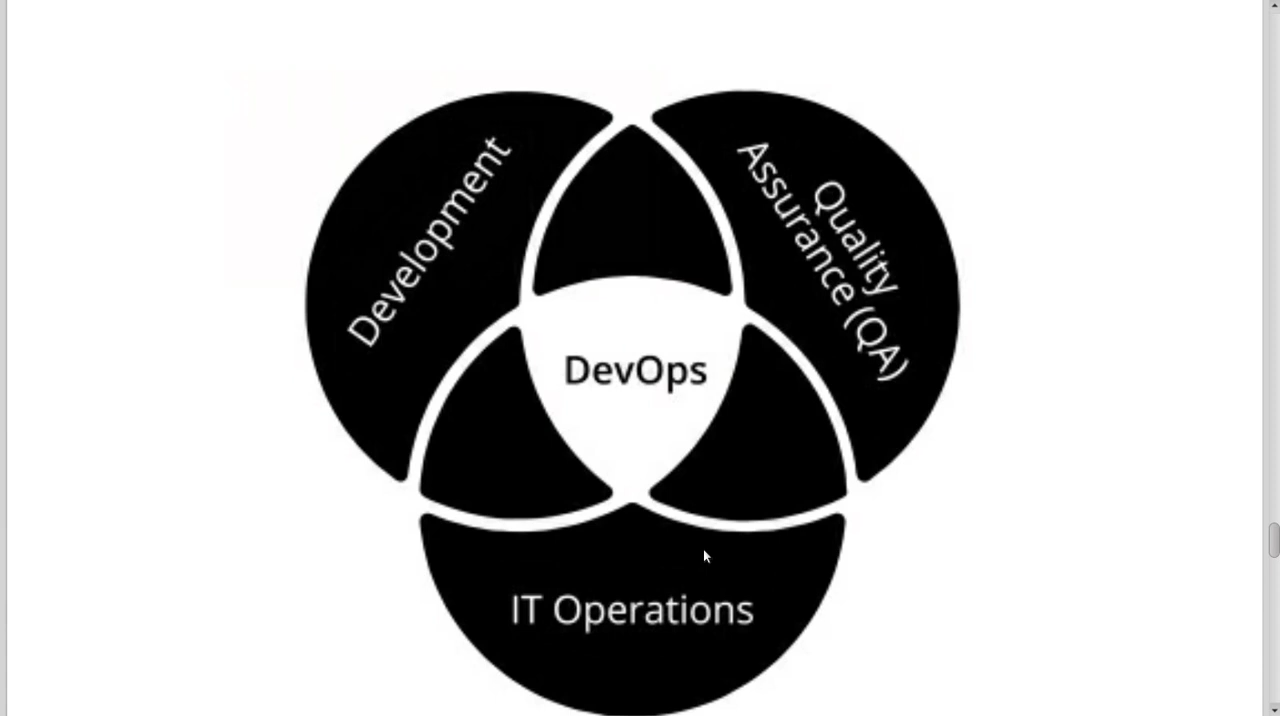 Development
Quality
Assurance (QA)
DevOps
IT Operations